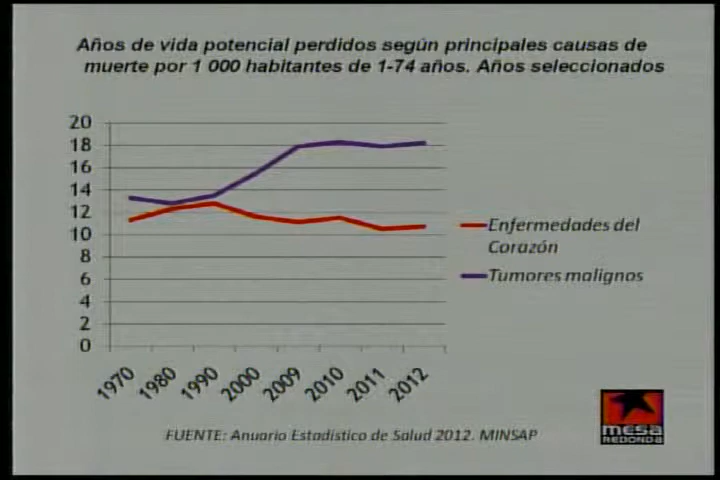 Años de vida potencial perdidos según principales causas de
muerte por 1 000 habitantes de 1-74 años. Años seleccionados
20
18
16
14
12
10
8
6
4
2
0
1970
1980
1990
2000
2009
2010
2011
2012
Enfermedades del
Corazón
Tumores malignos
FUENTE: Anuario Estadístico de Salud 2012. MINSAP
mesa
REDONDA